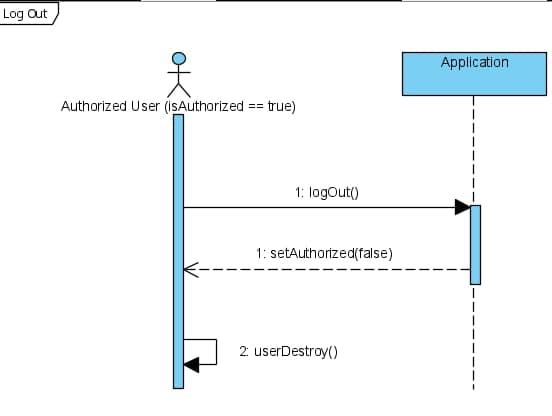 Log Out
Application
Authorized User (isAuthorized == true)
1: logOut()
1: setAuthorized(false)
2: userDestroy()